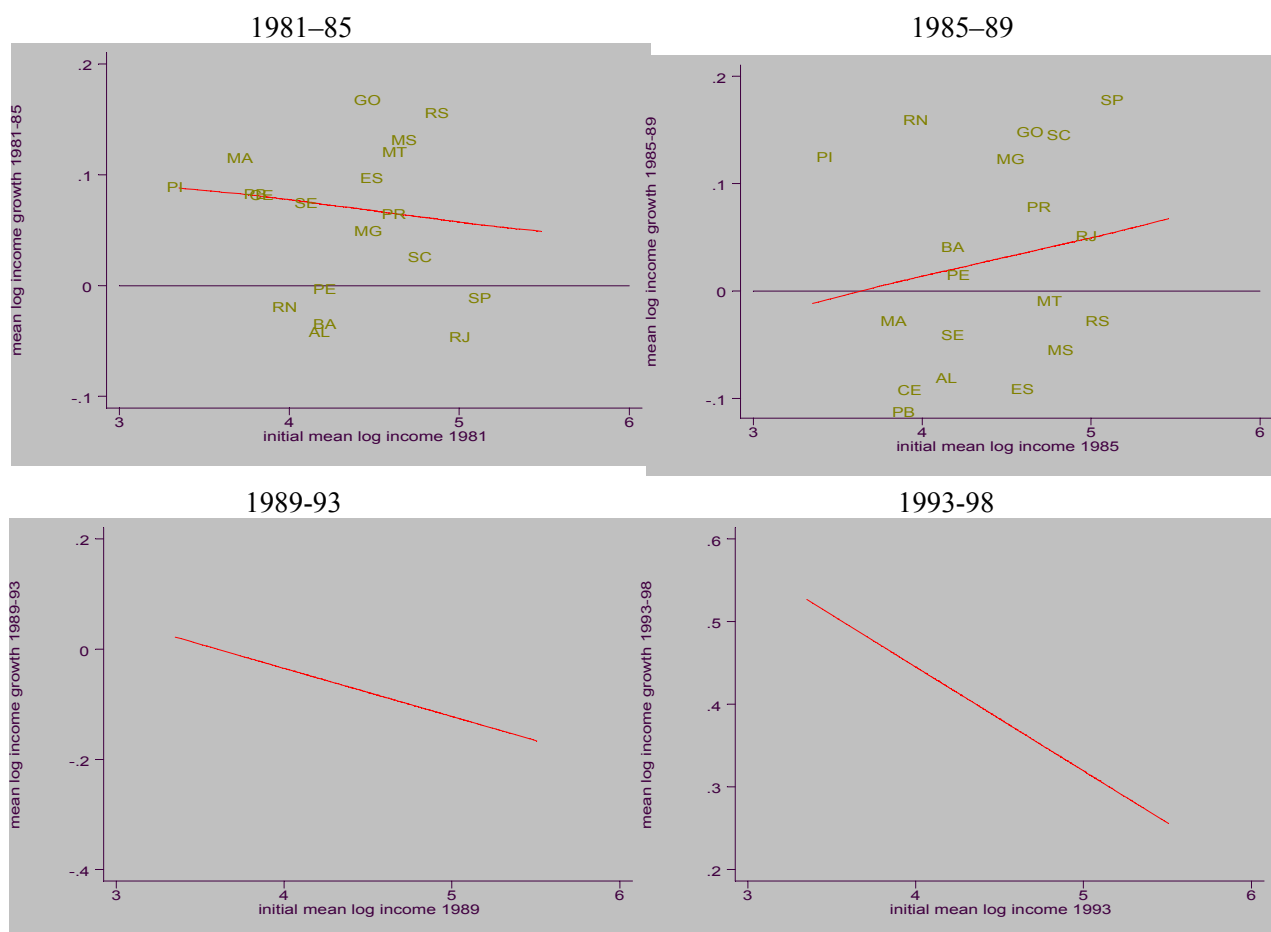 1981–85
1985–89
mean log income growth 1981-85
.2
.1
0
-.1
GO
RS
MS
MT
MA
ES
PI
PB
CE
SE
PR
MG
SC
PE
SP
RN
BA
AL
RJ
3
4
5
6
initial mean log income 1981
mean log income growth 1985-89
.2
.1
0
-.1
SP
RN
GO
SC
PI
MG
PR
RJ
BA
PE
MT
MA
RS
SE
MS
AL
CE
ES
PB
3
4
5
6
initial mean log income 1985
1989-93
1993-98
mean log income growth 1989-93
.2
0
-.2
-.4
3
4
5
6
initial mean log income 1989
mean log income growth 1993-98
.6
.5
.4
.3
.2
3
4
5
6
initial mean log income 1993